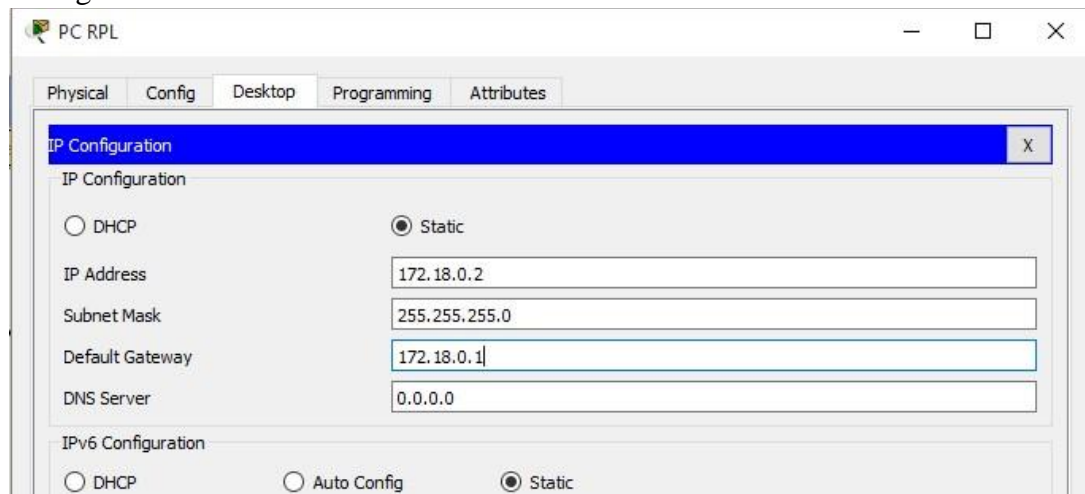 PC RPL
Physical Config Desktop Programming Attributes
IP Configuration X
IP Configuration
DHCP Static
IP Address 172.18.0.2
Subnet Mask 255.255.255.0
Default Gateway 172.18.0.1
DNS Server 0.0.0.0
IPv6 Configuration
DHCP Auto Config Static